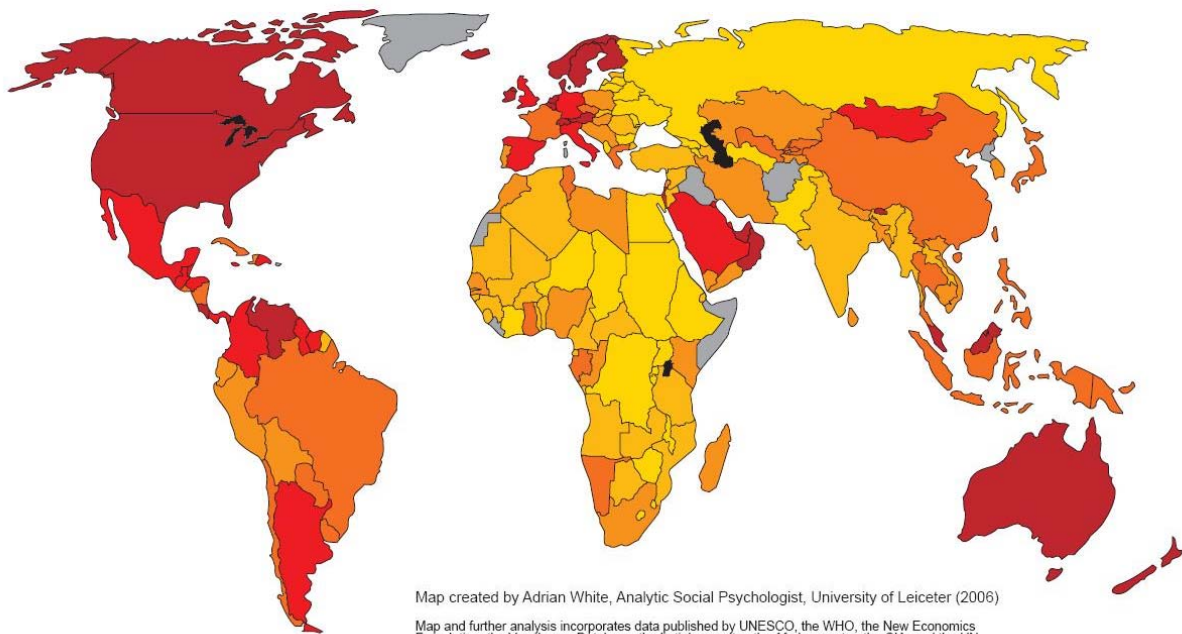 Map created by Adrian White, Analytic Social Psychologist, University of Leiceter (2006)
Map and further analysis incorporates data published by UNESCO, the WHO, the New Economics